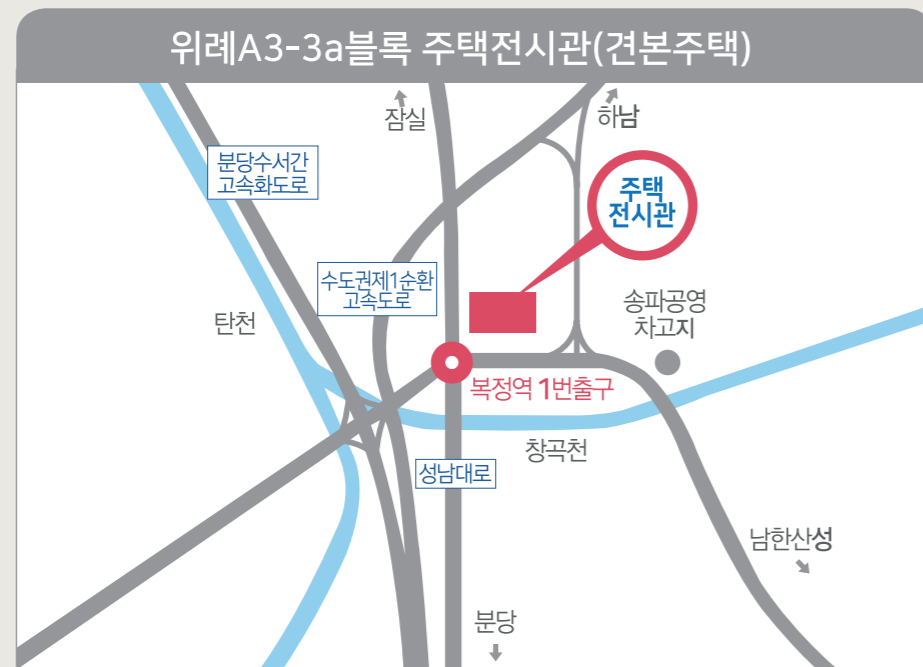 위례A3-3a블록 주택전시관(견본주택)
잠실
하남
분당수서간
고속화도로
주택
전시관
수도권제1순환
고속도로
탄천
송파공영
차고지
복정역 1번출구
창곡천
성남대로
남한산성
분당